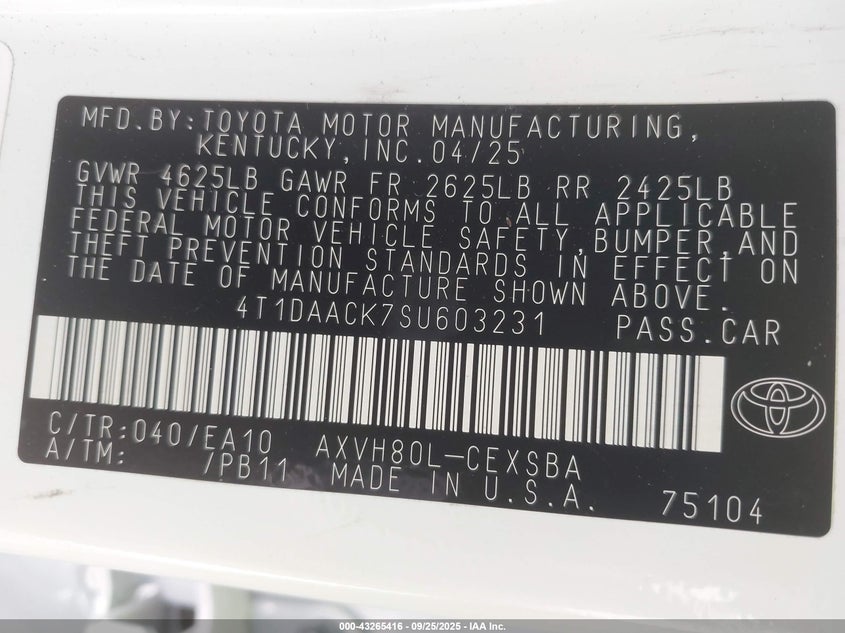 MFD.BY:TOYOTA MOTOR MANUFACTURING,
KENTUCKY,INC.04/25
GVWR 4625LB GAWR FR 2625LB RR 2425LB
THIS VEHICLE CONFORMS TO ALL APPLICABLE
FEDERAL MOTOR VEHICLE SAFETY,BUMPER,AND
THEFT PREVENTION STANDARDS IN EFFECT ON
THE DATE OF MANUFACTURE SHOWN ABOVE.
4T1DAACK7SU603231 PASS.CAR
C/TR:040/EA10 AXVH80L-CEXSBA
A/TM: /PB11 MADE IN U.S.A. 75104
000-43265416 - 09/25/2025 - IAA Inc.